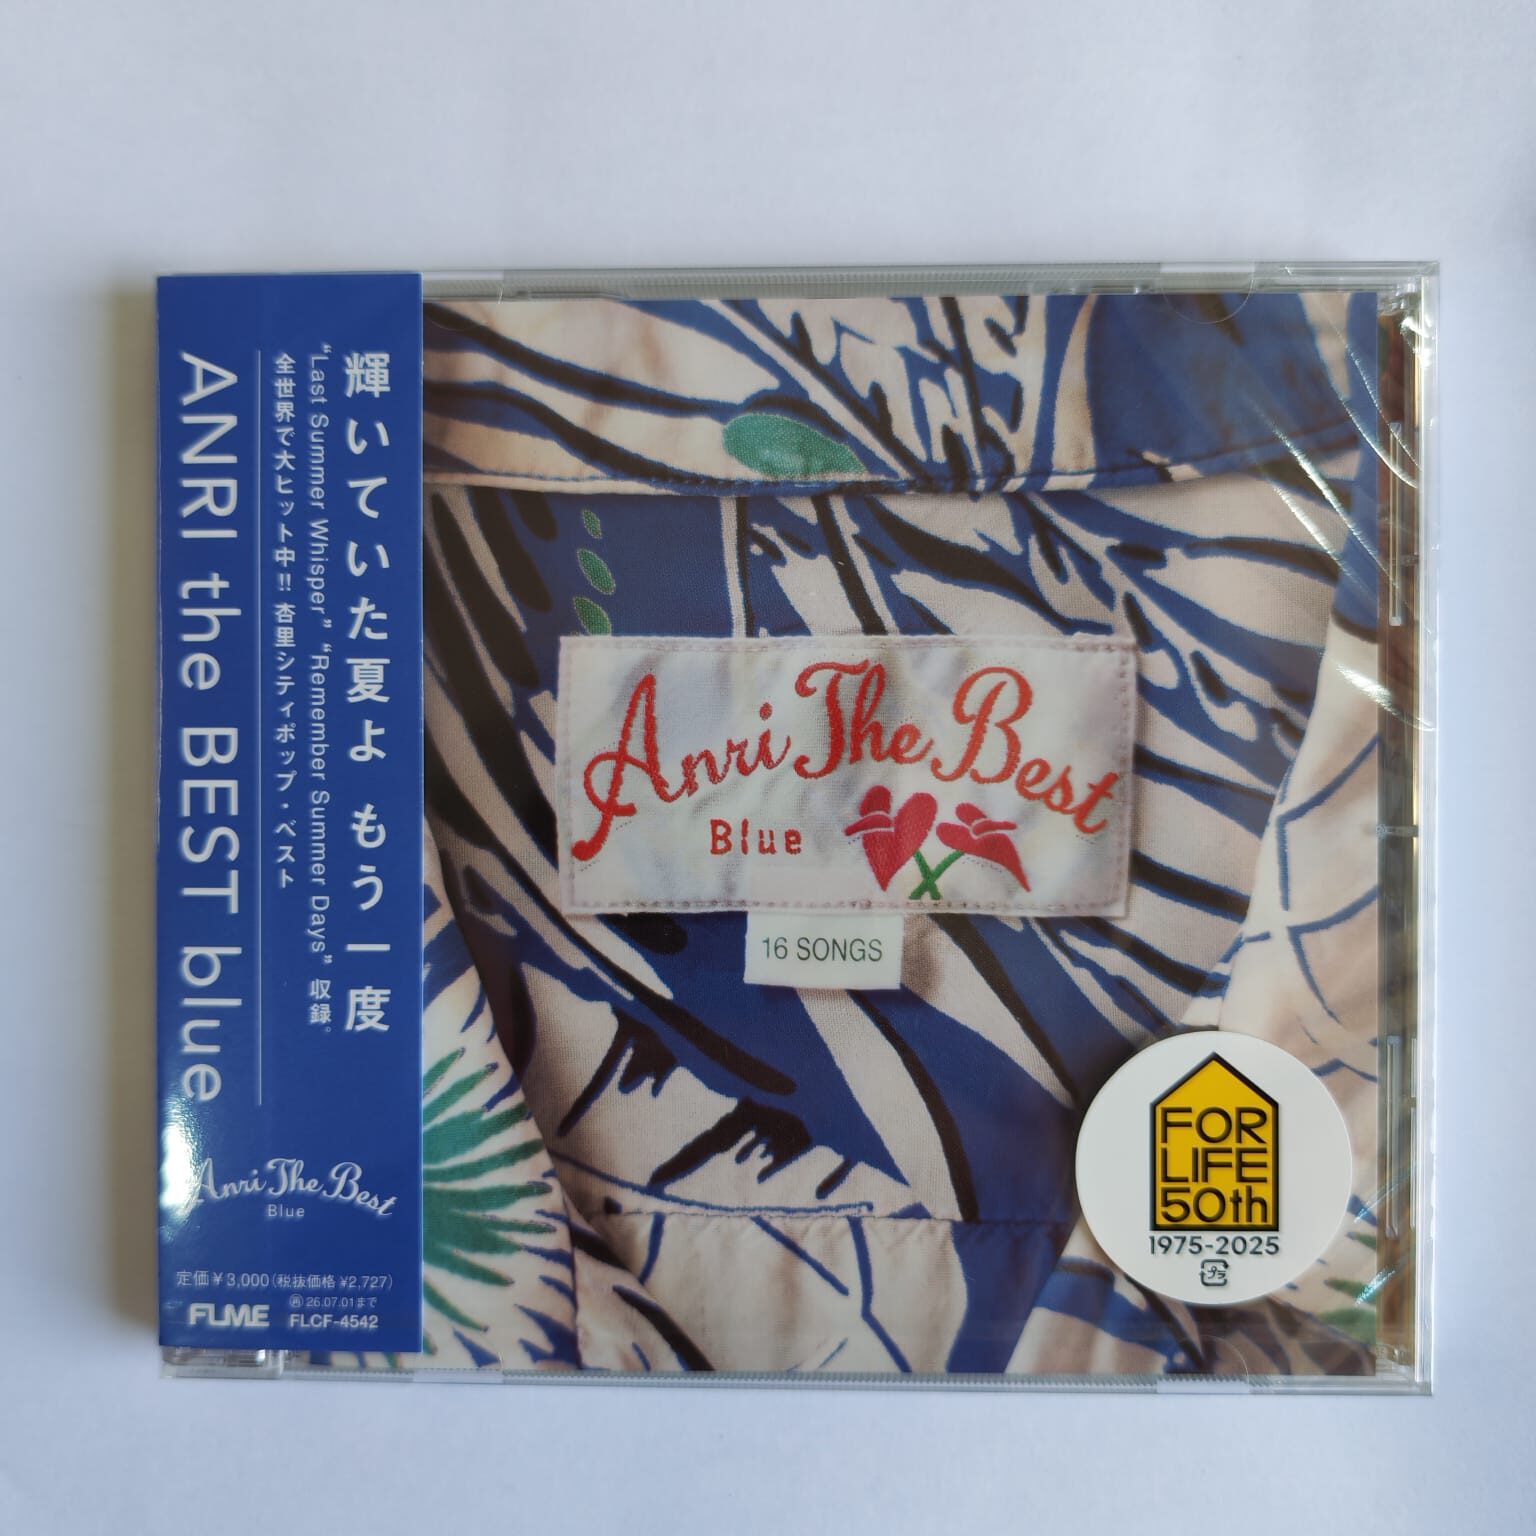 輝いていた夏よ もう一度
“Last Summer Whisper” “Remember Summer Days” 収録。
全世界で大ヒット中!! 杏里シティポップ・ベスト
ANRI the BEST blue
Anri The Best
Blue
定価¥3,000(税抜価格 ¥2,727)
再 26.07.01まで
FLME
FLCF-4542
Anri The Best
Blue
16 SONGS
FOR
LIFE
50th
1975-2025
プラ